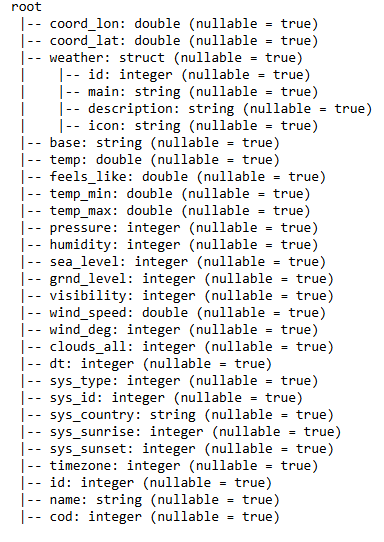 root
|-- coord_lon: double (nullable = true)
|-- coord_lat: double (nullable = true)
|-- weather: struct (nullable = true)
|    |-- id: integer (nullable = true)
|    |-- main: string (nullable = true)
|    |-- description: string (nullable = true)
|    |-- icon: string (nullable = true)
|-- base: string (nullable = true)
|-- temp: double (nullable = true)
|-- feels_like: double (nullable = true)
|-- temp_min: double (nullable = true)
|-- temp_max: double (nullable = true)
|-- pressure: integer (nullable = true)
|-- humidity: integer (nullable = true)
|-- sea_level: integer (nullable = true)
|-- grnd_level: integer (nullable = true)
|-- visibility: integer (nullable = true)
|-- wind_speed: double (nullable = true)
|-- wind_deg: integer (nullable = true)
|-- clouds_all: integer (nullable = true)
|-- dt: integer (nullable = true)
|-- sys_type: integer (nullable = true)
|-- sys_id: integer (nullable = true)
|-- sys_country: string (nullable = true)
|-- sys_sunrise: integer (nullable = true)
|-- sys_sunset: integer (nullable = true)
|-- timezone: integer (nullable = true)
|-- id: integer (nullable = true)
|-- name: string (nullable = true)
|-- cod: integer (nullable = true)